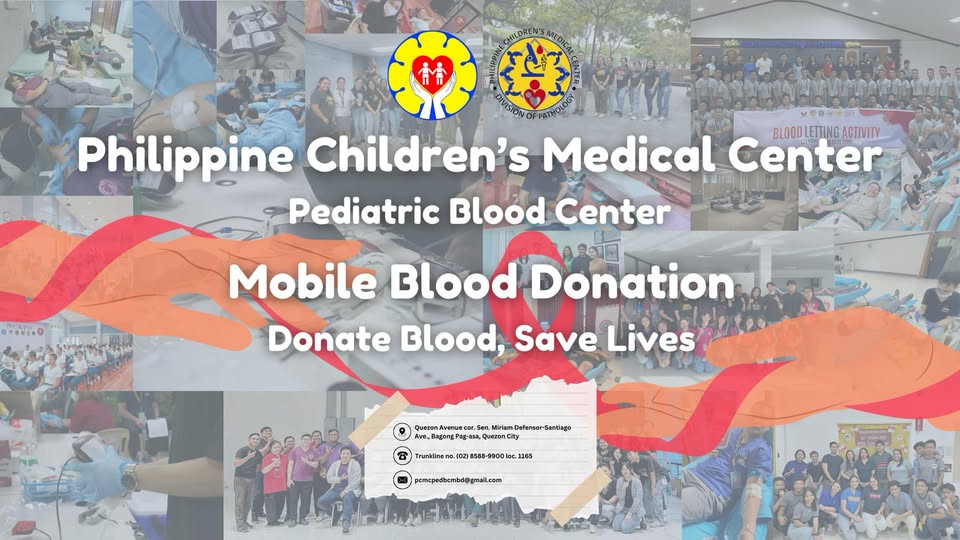 PHILIPPINE CHILDREN'S MEDICAL CENTER
DIVISION OF PATHOLOGY
BLOOD LETTING ACTIVITY
Philippine Children's Medical Center
Pediatric Blood Center
Mobile Blood Donation
Donate Blood, Save Lives
Quezon Avenue cor. Sen. Miriam Defensor-Santiago
Ave., Bagong Pag-asa, Quezon City
Trunkline no. (02) 8588-9900 loc. 1165
pcmcpedbcmbd@gmail.com